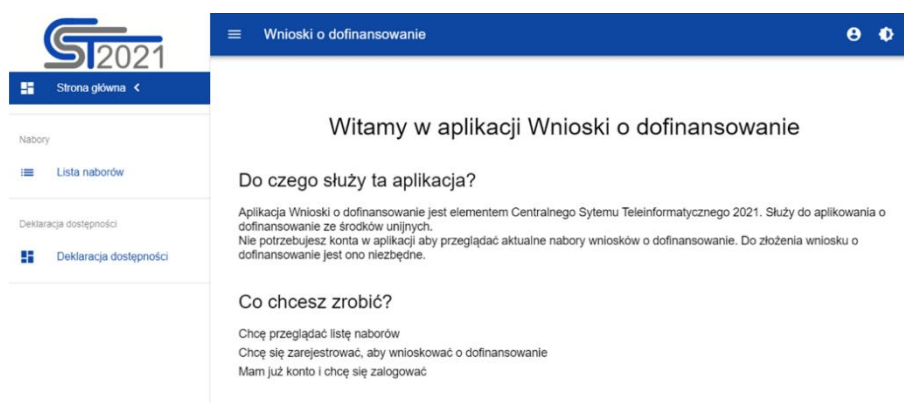 CST2021
Wnioski o dofinansowanie
Strona główna
Nabory
Lista naborów
Deklaracja dostępności
Deklaracja dostępności
Witamy w aplikacji Wnioski o dofinansowanie
Do czego służy ta aplikacja?
Aplikacja Wnioski o dofinansowanie jest elementem Centralnego Sytemu Teleinformatycznego 2021. Służy do aplikowania o
dofinansowanie ze środków unijnych.
Nie potrzebujesz konta w aplikacji aby przeglądać aktualne nabory wniosków o dofinansowanie. Do złożenia wniosku o
dofinansowanie jest ono niezbędne.
Co chcesz zrobić?
Chcę przeglądać listę naborów
Chcę się zarejestrować, aby wnioskować o dofinansowanie
Mam już konto i chcę się zalogować